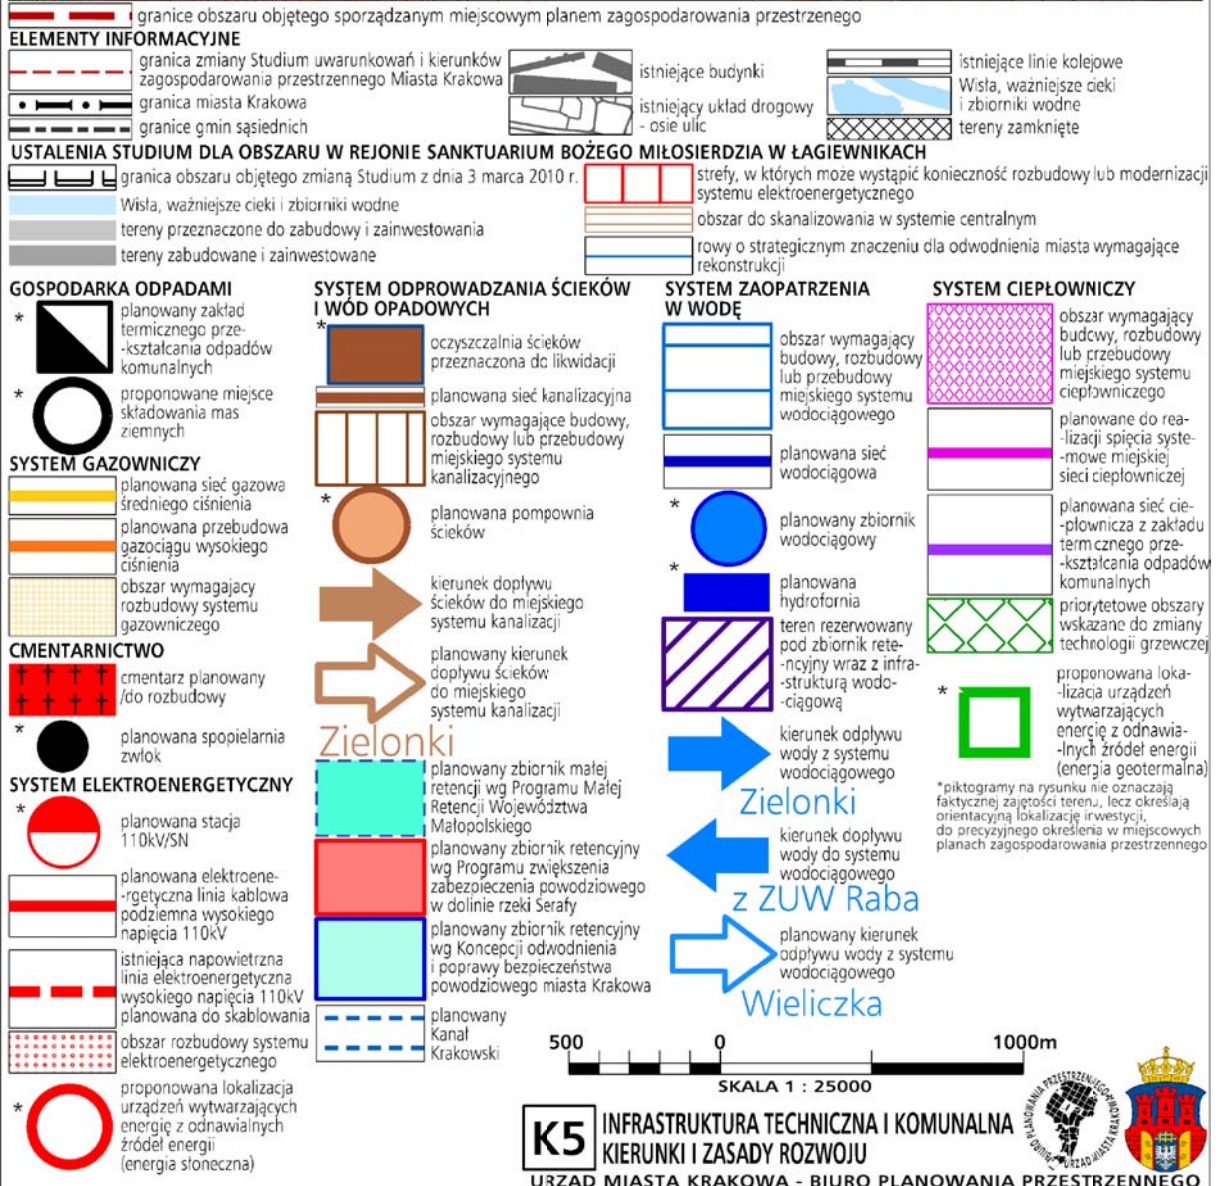 granice obszaru objętego sporządzanym miejscowym planem zagospodarowania przestrzenego
ELEMENTY INFORMACYJNE
granica zmiany Studium uwarunkowań i kierunków
zagospodarowania przestrzennego Miasta Krakowa
granica miasta Krakowa
granice gmin sąsiednich
istniejące budynki
istniejący układ drogowy
- osie ulic
istniejące linie kolejowe
Wisła, ważniejsze cieki
i zbiorniki wodne
tereny zamknięte
USTALENIA STUDIUM DLA OBSZARU W REJONIE SANKTUARIUM BOŻEGO MIŁOSIERDZIA W ŁAGIEWNIKACH
granica obszaru objętego zmianą Studium z dnia 3 marca 2010 r.
Wisła, ważniejsze cieki i zbiorniki wodne
tereny przeznaczone do zabudowy i zainwestowania
tereny zabudowane i zainwestowane
strefy, w których może wystąpić konieczność rozbudowy lub modernizacji
systemu elektroenergetycznego
obszar do skanalizowania w systemie centralnym
rowy o strategicznym znaczeniu dla odwodnienia miasta wymagające
rekonstrukcji
GOSPODARKA ODPADAMI
*
planowany zakład
termicznego prze-
-kształcania odpadów
komunalnych
*
proponowane miejsce
składowania mas
ziemnych
SYSTEM GAZOWNICZY
planowana sieć gazowa
średniego ciśnienia
planowana przebudowa
gazociągu wysokiego
ciśnienia
obszar wymagajacy
rozbudowy systemu
gazowniczego
CMENTARNICTWO
cmentarz planowany
/do rozbudowy
*
planowana spopielarnia
zwłok
SYSTEM ELEKTROENERGETYCZNY
*
planowana stacja
110kV/SN
planowana elektroene-
-rgetyczna linia kablowa
podziemna wysokiego
napięcia 110kV
istniejąca napowietrzna
linia elektroenergetyczna
wysokiego napięcia 110kV
planowana do skablowania
obszar rozbudowy systemu
elektroenergetycznego
*
proponowana lokalizacja
urządzeń wytwarzających
energię z odnawialnych
źródeł energii
(energia słoneczna)
SYSTEM ODPROWADZANIA ŚCIEKÓW
I WÓD OPADOWYCH
*
oczyszczalnia ścięków
przeznaczona do likwidacji
planowana sieć kanalizacyjna
obszar wymagające budowy,
rozbudowy lub przebudowy
miejskiego systemu
kanalizacyjnego
*
planowana pompownia
ścieków
kierunek dopływu
ścieków do miejskiego
systemu kanalizacji
planowany kierunek
dopływu ścieków
do miejskiego
systemu kanalizacji
Zielonki
planowany zbiornik małej
retencji wg Programu Małej
Retencji Województwa
Małopolskiego
planowany zbiornik retencyjny
wg Programu zwiększenia
zabezpieczenia powodziowego
w dolinie rzeki Serafy
planowany zbiornik retencyjny
wg Koncepcji odwodnienia
i poprawy bezpieczeństwa
powodziowego miasta Krakowa
planowany
Kanał
Krakowski
SYSTEM ZAOPATRZENIA
W WODĘ
obszar wymagający
budowy, rozbudowy
lub przebudowy
miejskiego systemu
wodociągowego
planowana sieć
wodociągowa
*
planowany zbiornik
wodociągowy
*
planowana
hydrofornia
teren rezerwowany
pod zbiornik rete-
-ncyjny wraz z infra-
-strukturą wodo-
-ciągową
kierunek odpływu
wody z systemu
wodociągowego
Zielonki
kierunek dopływu
wody do systemu
wodociągowego
z ZUW Raba
planowany kierunek
odpływu wody z systemu
wodociągowego
Wieliczka
SYSTEM CIEPŁOWNICZY
obszar wymagający
budowy, rozbudowy
lub przebudowy
miejskiego systemu
ciepłowniczego
planowane do rea-
-lizacji spięcia syste-
-mowe miejskiej
sieci ciepłowniczej
planowana sieć cie-
-płownicza z zakładu
termicznego prze-
-kształcania odpadów
komunalnych
priorytetowe obszary
wskazane do zmiany
technologii grzewczej
*
proponowana loka-
-lizacja urządzeń
wytwarzających
energię z odnawia-
-lnych źródeł energii
(energia geotermalna)
*piktogramy na rysunku nie oznaczają
faktycznej zajętości terenu, lecz określają
orientacyjną lokalizację inwestycji,
do precyzyjnego określenia w miejscowych
planach zagospodarowania przestrzennego
500 0 1000m
SKALA 1 : 25000
K5
INFRASTRUKTURA TECHNICZNA I KOMUNALNA
KIERUNKI I ZASADY ROZWOJU
BIURO PLANOWANIA PRZESTRZENNEGO
URZĄD MIASTA KRAKOWA
URZĄD MIASTA KRAKOWA - BIURO PLANOWANIA PRZESTRZENNEGO